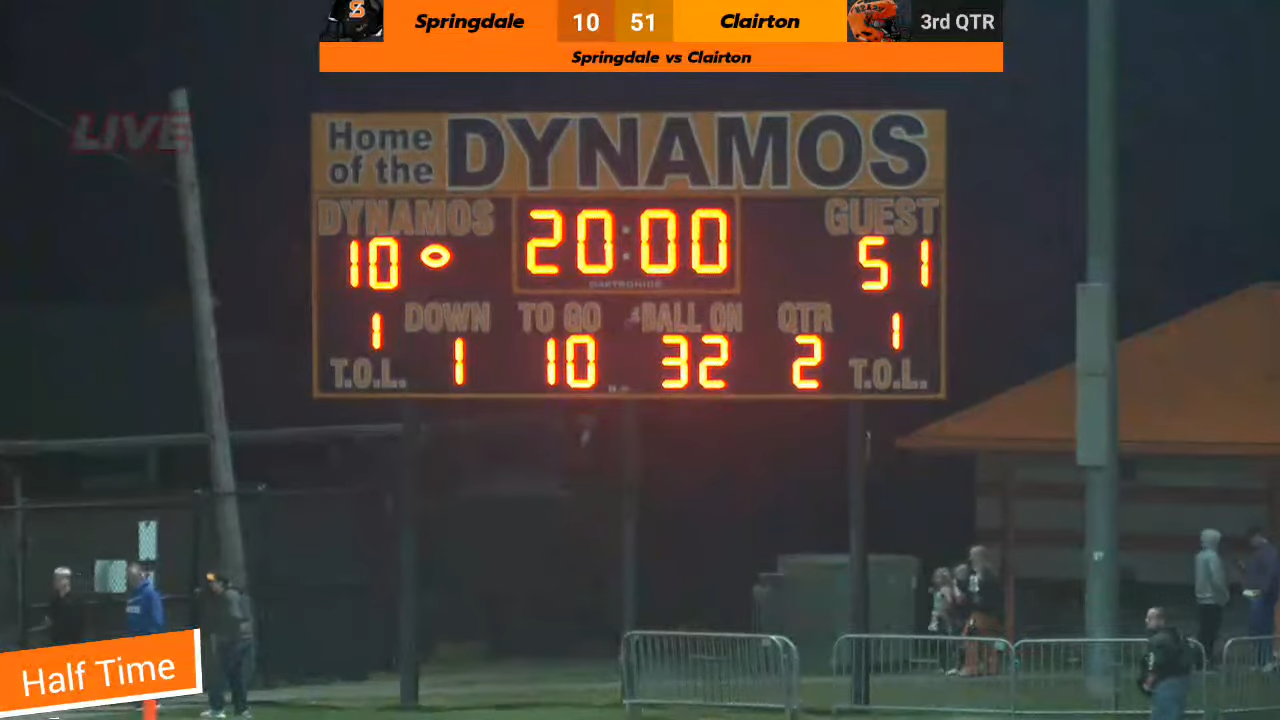 Springdale 10 51 Clairton 3rd QTR
Springdale vs Clairton
LIVE
Home of the DYNAMOS
DYNAMOS 20:00 GUEST
10 51
DAKTRONICS
DOWN TO GO BALL ON QTR
1 1 10 32 2 1
T.O.L. T.O.L.
Half Time